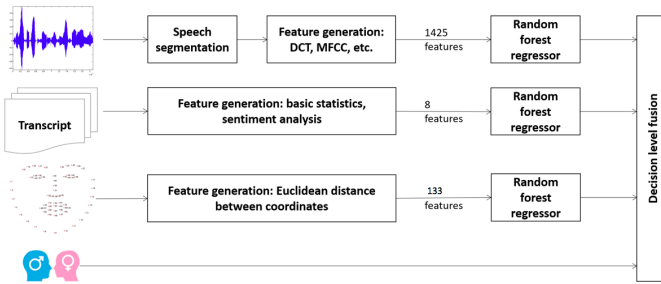 Speech
segmentation
Feature generation:
DCT, MFCC, etc.
1425
features
Random
forest
regressor
Transcript
Feature generation: basic statistics,
sentiment analysis
8
features
Random
forest
regressor
Feature generation: Euclidean distance
between coordinates
133
features
Random
forest
regressor
Decision level fusion